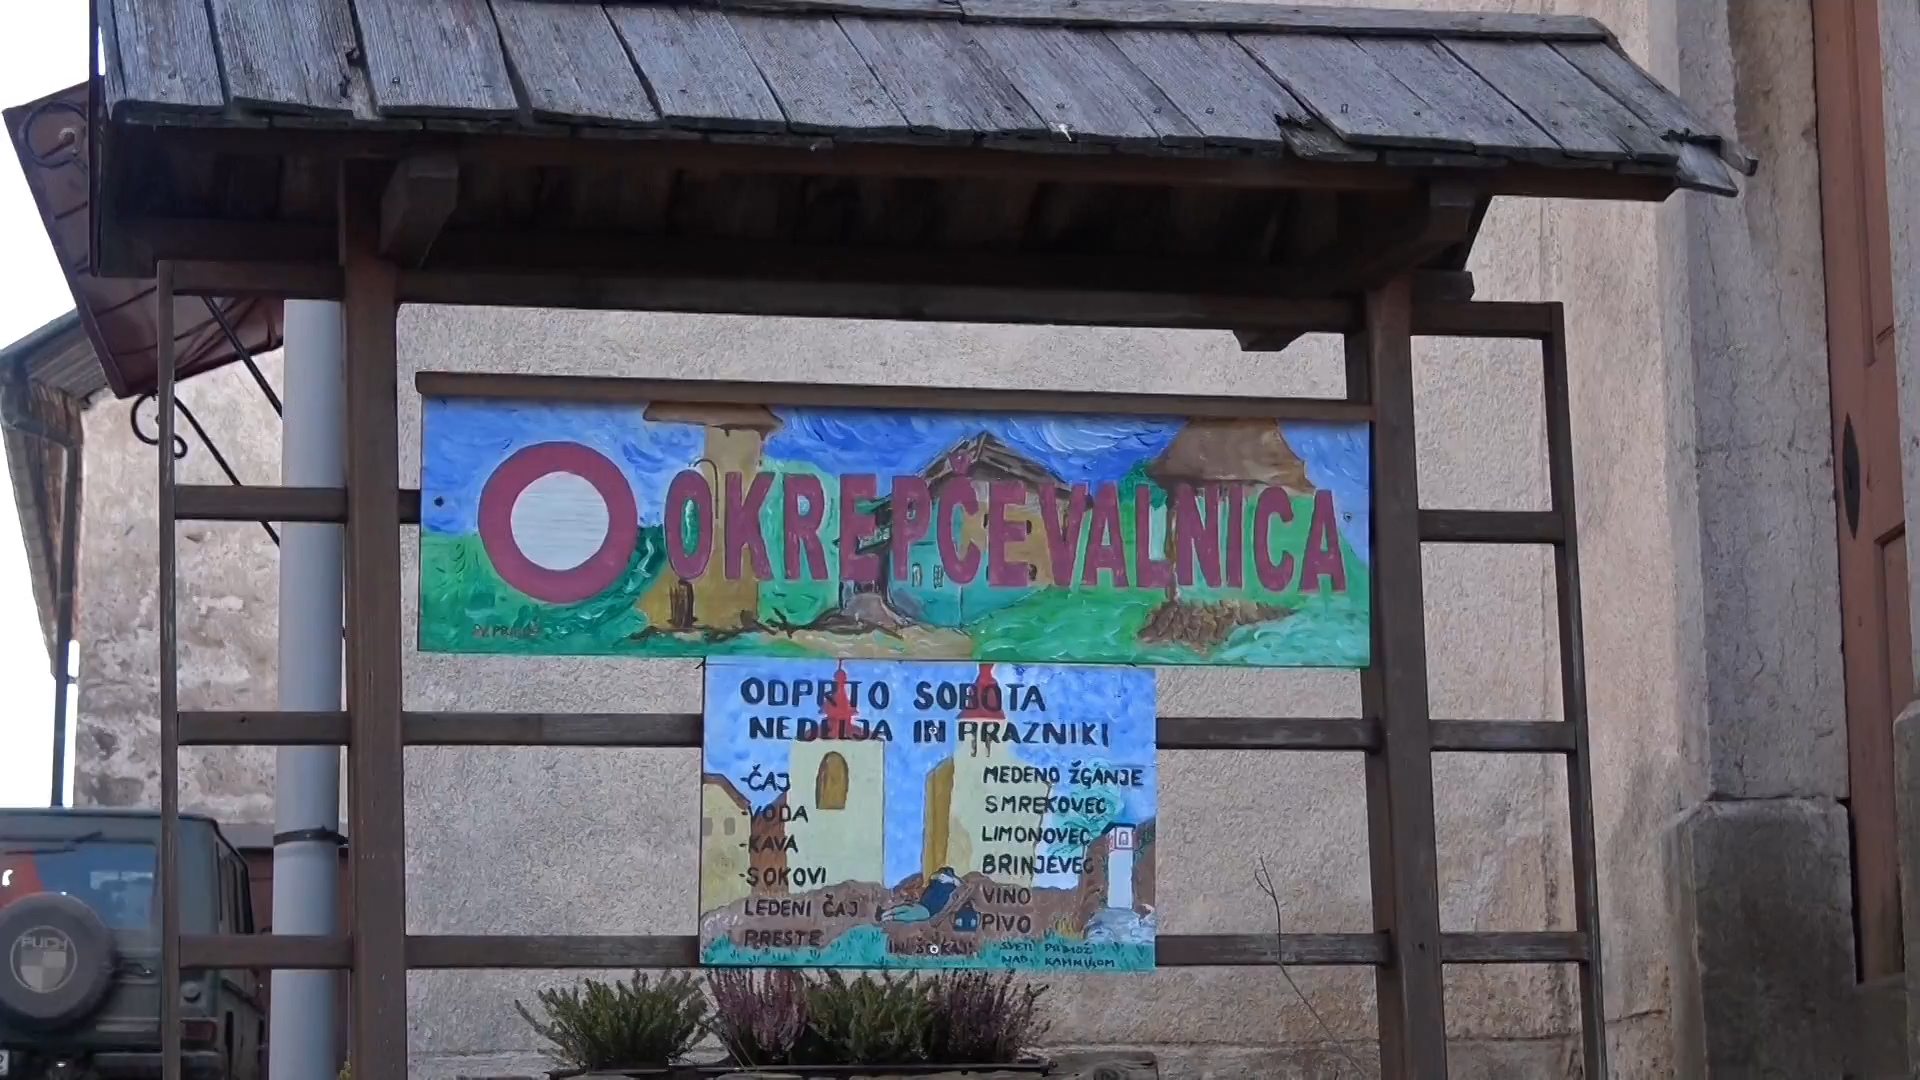 OKREPČEVALNICA
ODPRTO SOBOTA
NEDELJA IN PRAZNIKI
-ČAJ
-VODA
-KAVA
-SOKOVI
LEDENI ČAJ
PRESTE
MEDENO ŽGANJE
SMREKOVEC
LIMONOVEC
BRINJEVEC
VINO
PIVO
SVETI PRIMOŽ
NAD KAMNIKOM
PUCH